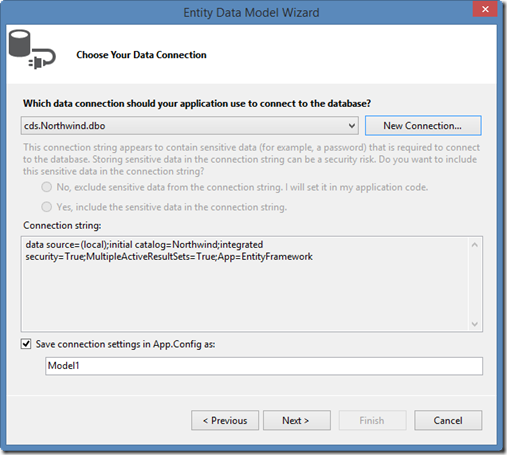 Entity Data Model Wizard
Choose Your Data Connection
Which data connection should your application use to connect to the database?
cds.Northwind.dbo
New Connection...
This connection string appears to contain sensitive data (for example, a password) that is required to connect
to the database. Storing sensitive data in the connection string can be a security risk. Do you want to include
this sensitive data in the connection string?
No, exclude sensitive data from the connection string. I will set it in my application code.
Yes, include the sensitive data in the connection string.
Connection string:
data source=(local);initial catalog=Northwind;integrated
security=True;MultipleActiveResultSets=True;App=EntityFramework
Save connection settings in App.Config as:
Model1
< Previous
Next >
Finish
Cancel